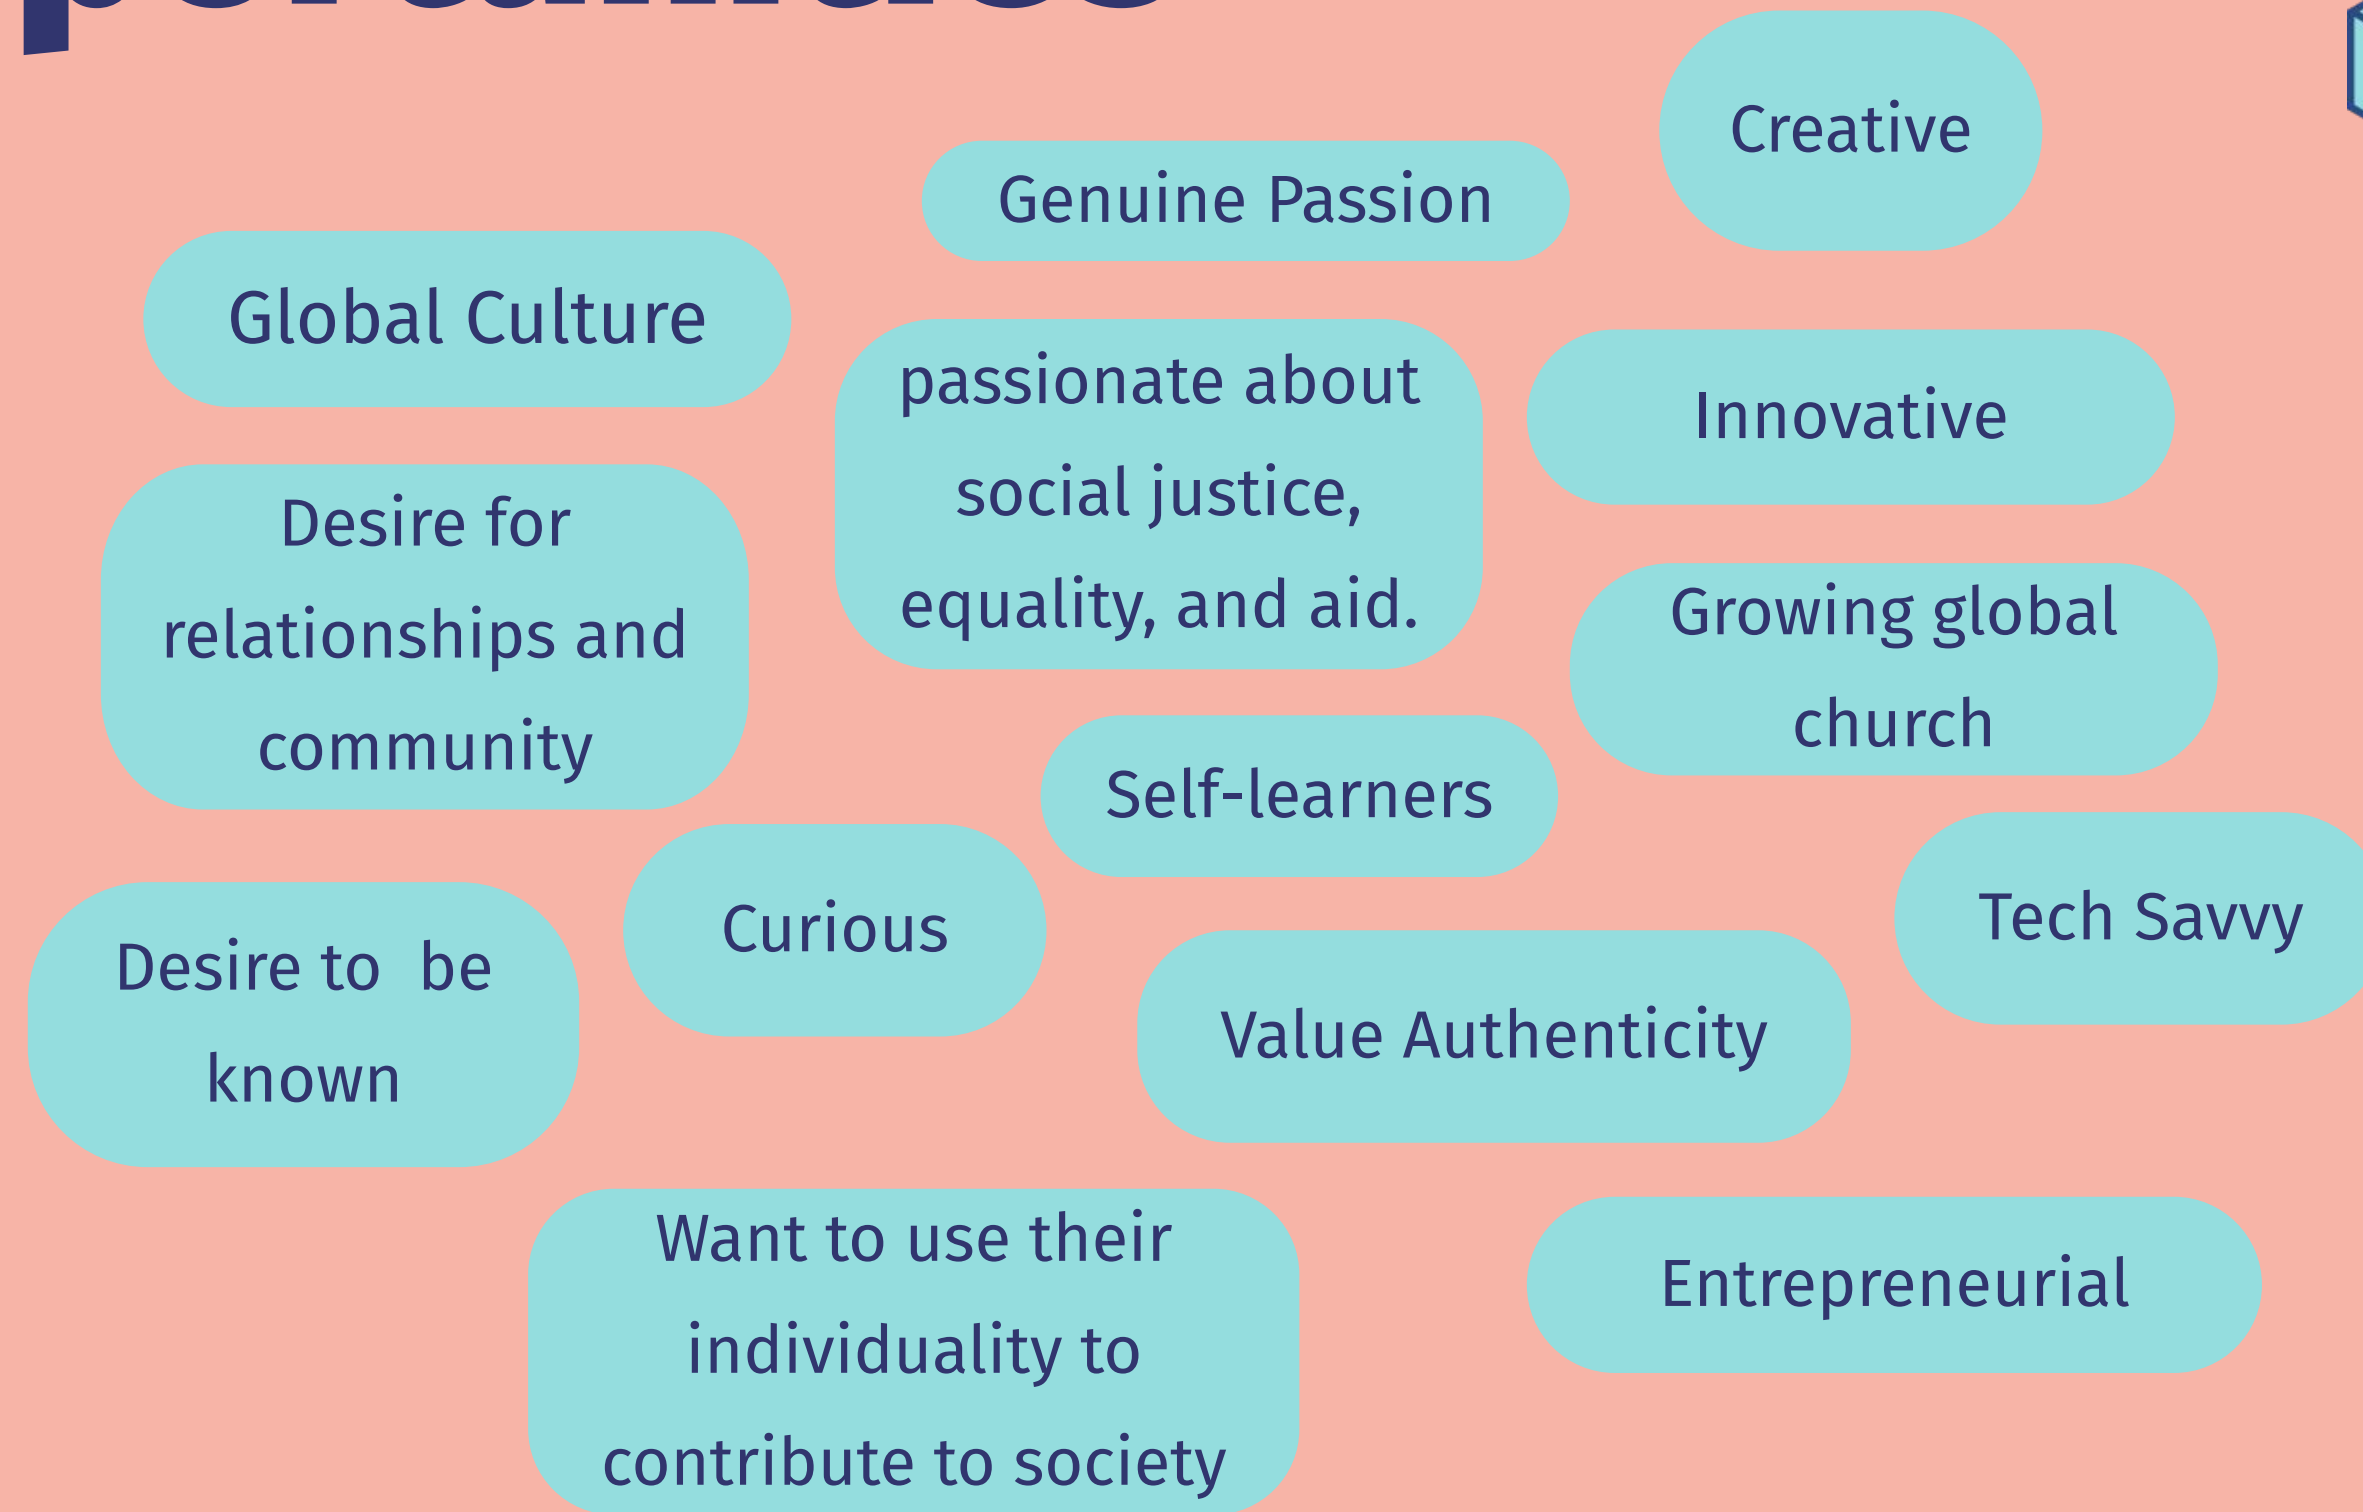 Creative
Genuine Passion
Global Culture
passionate about
social justice,
equality, and aid.
Innovative
Desire for
relationships and
community
Growing global
church
Self-learners
Curious
Tech Savvy
Desire to  be
known
Value Authenticity
Want to use their
individuality to
contribute to society
Entrepreneurial